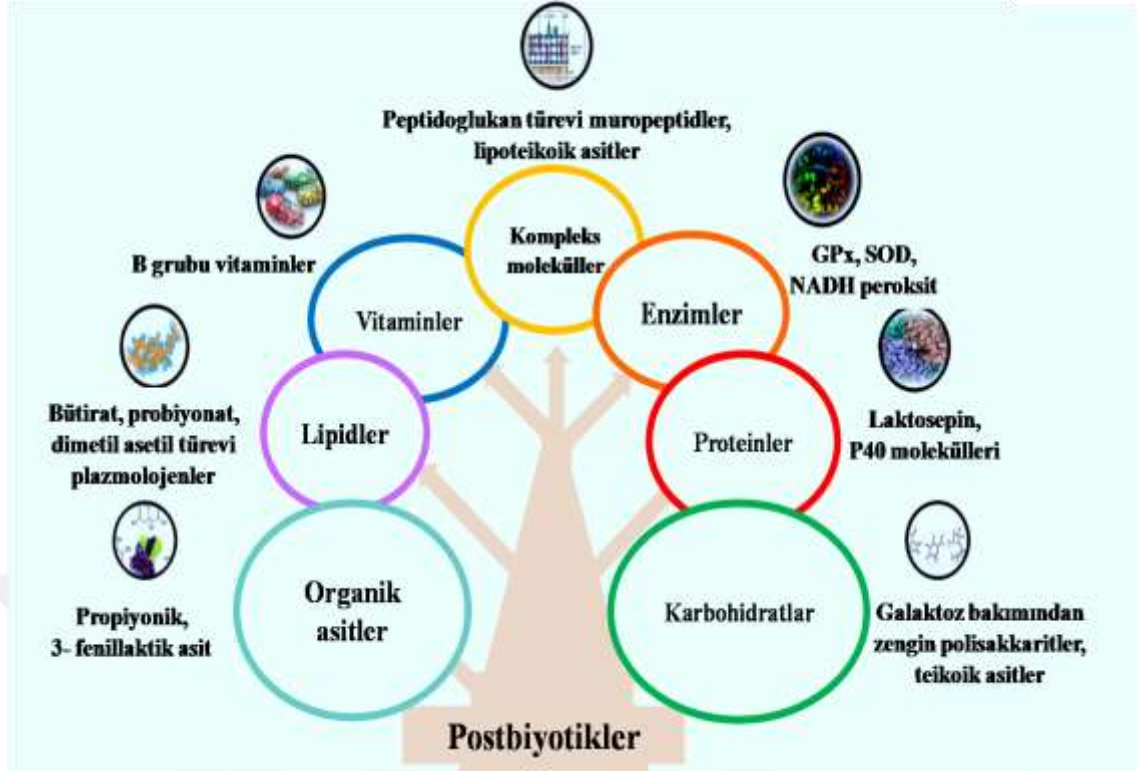 Peptidoglukan türevi muropeptidler,
lipoteikoik asitler
Kompleks
moleküller
B grubu vitaminler
Vitaminler
GPx, SOD,
NADH peroksit
Enzimler
Bütirat, probiyonat,
dimetil asetil türevi
plazmolojenler
Lipidler
Laktosepin,
P40 molekülleri
Proteinler
Propiyonik,
3- fenillaktik asit
Organik
asitler
Karbohidratlar
Galaktoz bakımından
zengin polisakkaritler,
teikoik asitler
Postbiyotikler